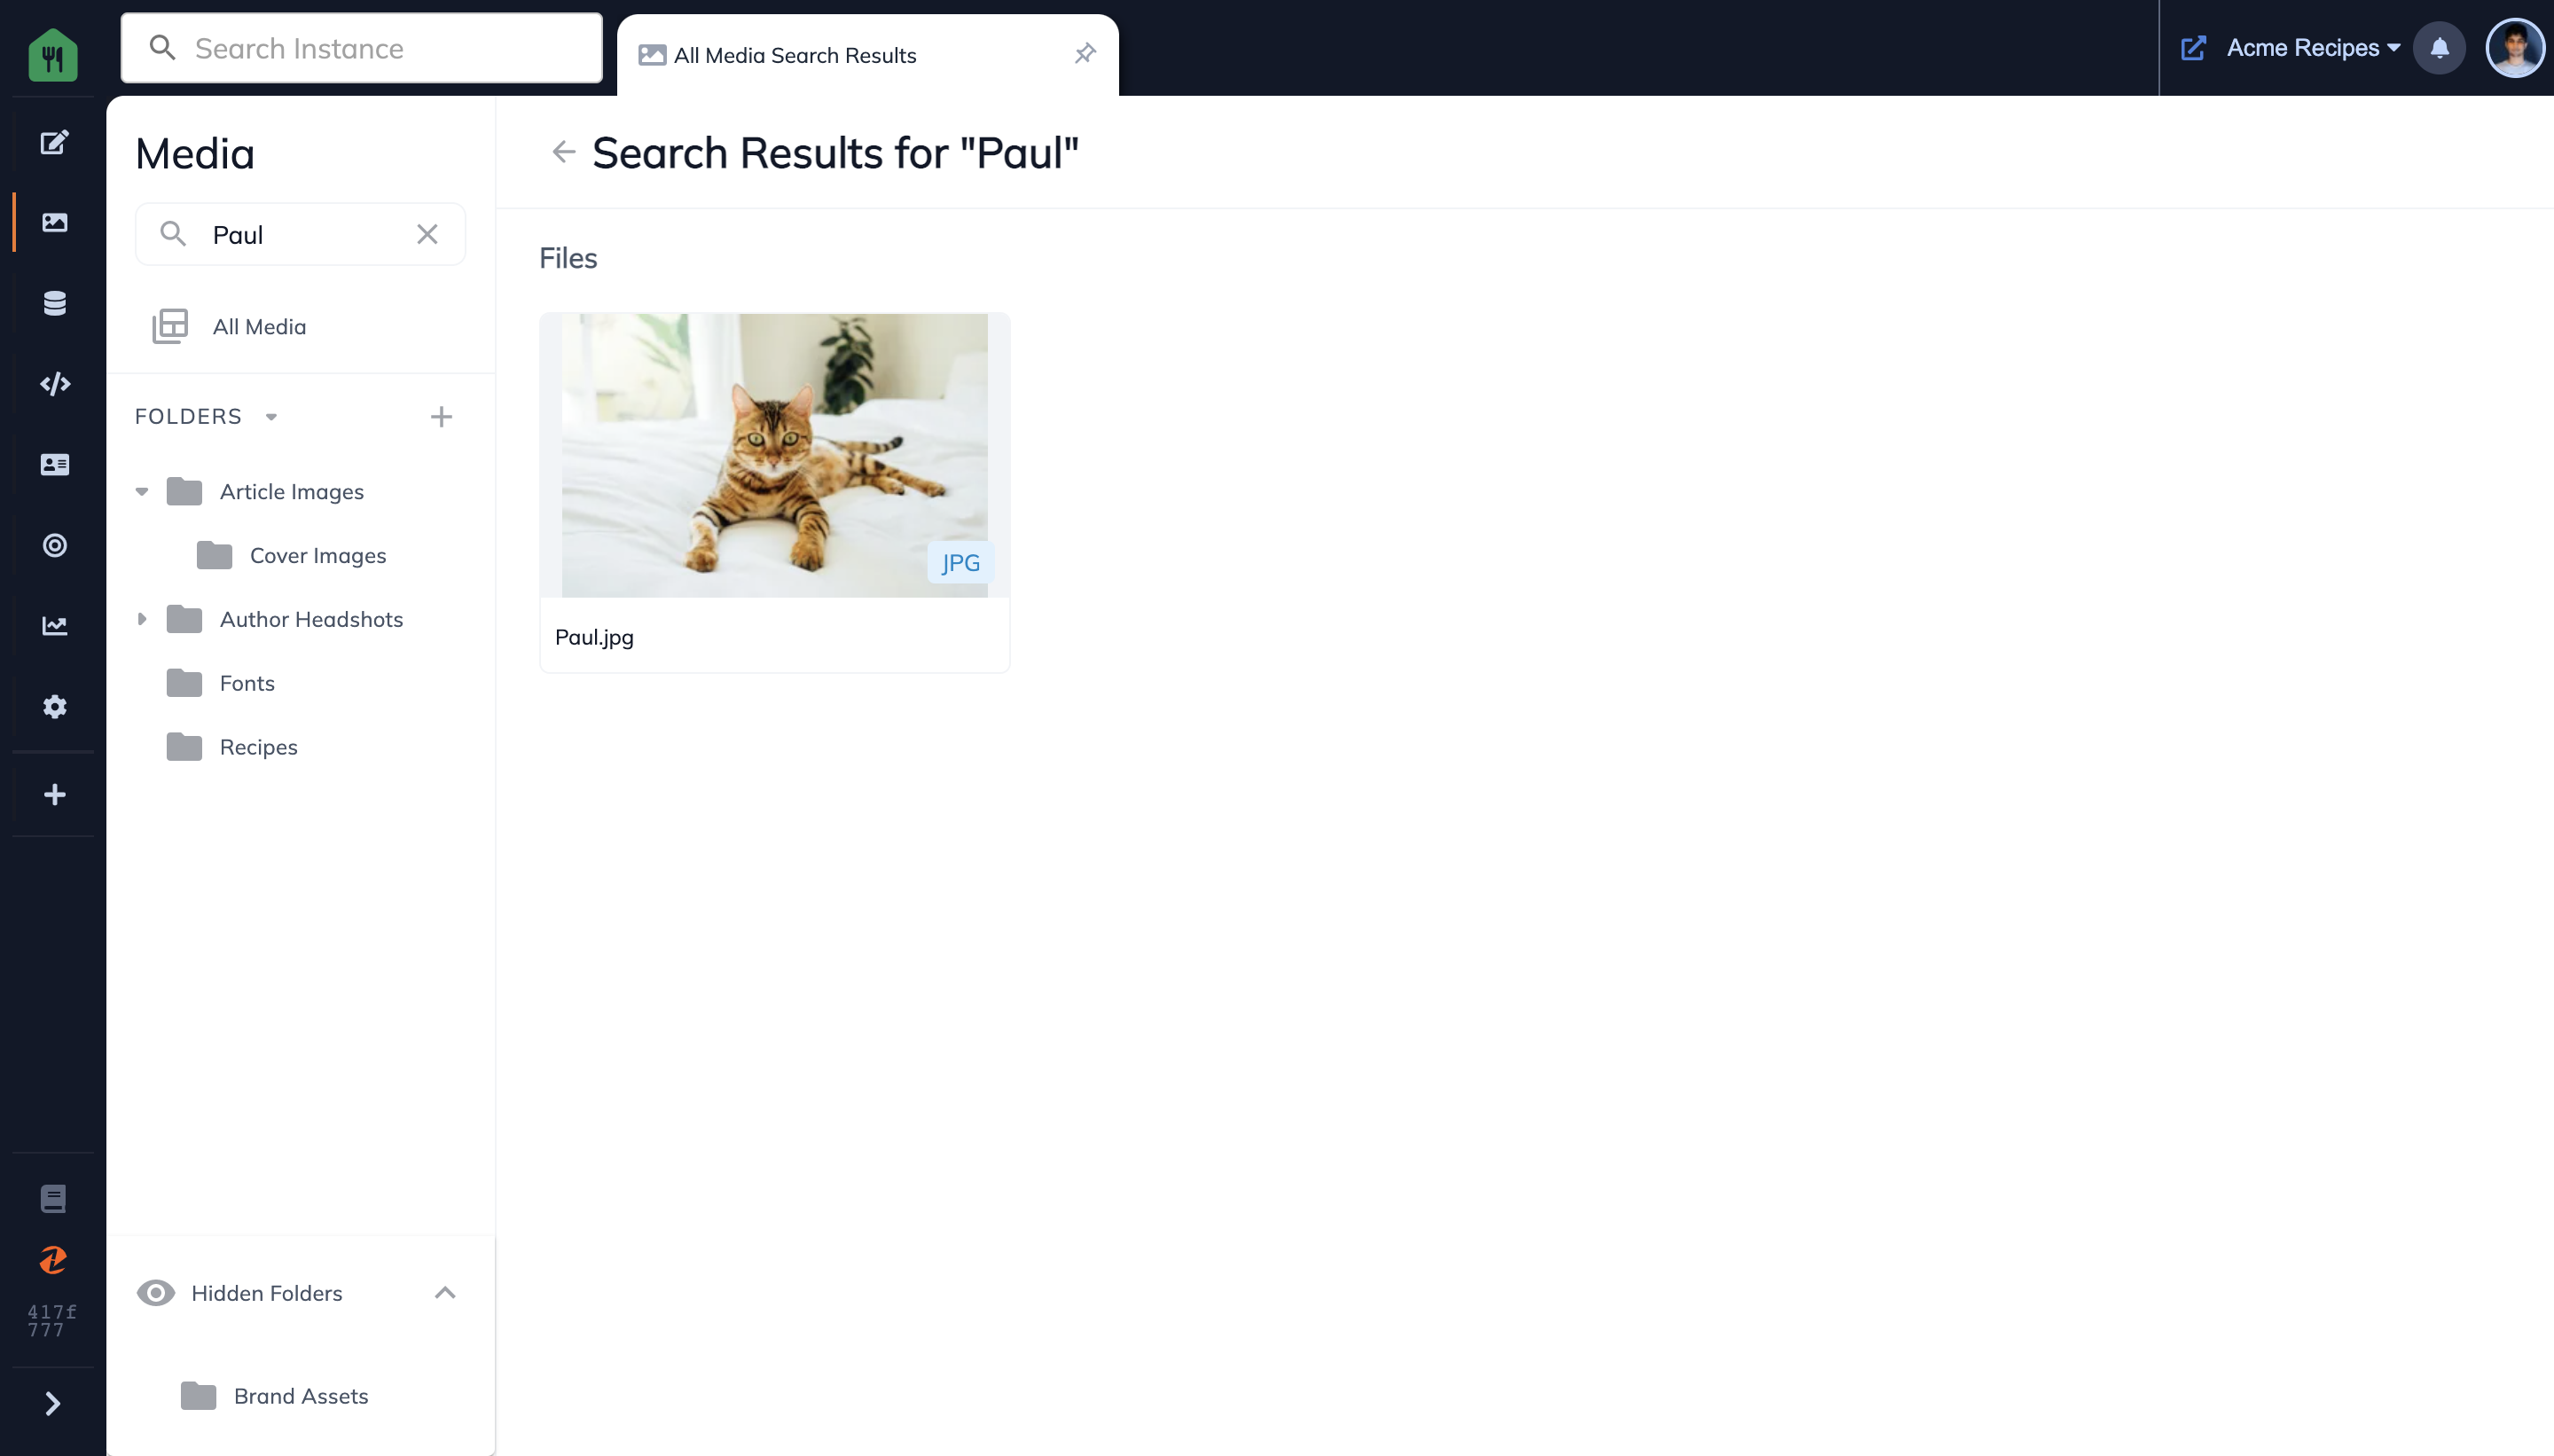 Search Instance
All Media Search Results
Acme Recipes
Media
Paul
All Media
FOLDERS
Article Images
Cover Images
Author Headshots
Fonts
Recipes
Hidden Folders
Brand Assets
417f
777
Search Results for "Paul"
Files
JPG
Paul.jpg